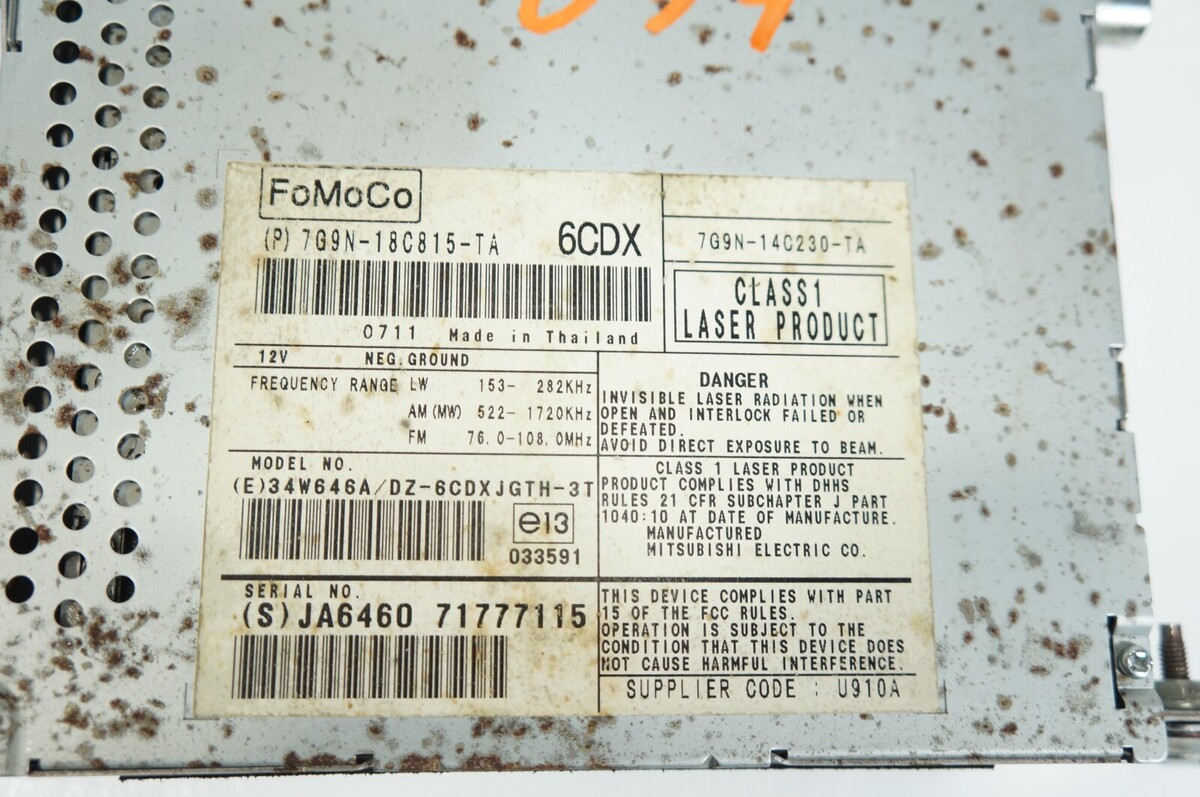 FoMoCo
(P) 7G9N-18C815-TA 6CDX
0711 Made in Thailand
7G9N-14C230-TA
CLASS1
LASER PRODUCT
12V NEG.GROUND
FREQUENCY RANGE LW 153- 282KHz
AM(MW) 522- 1720KHz
FM 76.0-108.0MHz
MODEL NO.
(E)34W646A/DZ-6CDXJGTH-3T
e13
033591
SERIAL NO.
(S)JA6460 71777115
DANGER
INVISIBLE LASER RADIATION WHEN
OPEN AND INTERLOCK FAILED OR
DEFEATED.
AVOID DIRECT EXPOSURE TO BEAM.
CLASS 1 LASER PRODUCT
PRODUCT COMPLIES WITH DHHS
RULES 21 CFR SUBCHAPTER J PART
1040:10 AT DATE OF MANUFACTURE.
MANUFACTURED
MITSUBISHI ELECTRIC CO.
THIS DEVICE COMPLIES WITH PART
15 OF THE FCC RULES.
OPERATION IS SUBJECT TO THE
CONDITION THAT THIS DEVICE DOES
NOT CAUSE HARMFUL INTERFERENCE.
SUPPLIER CODE : U910A